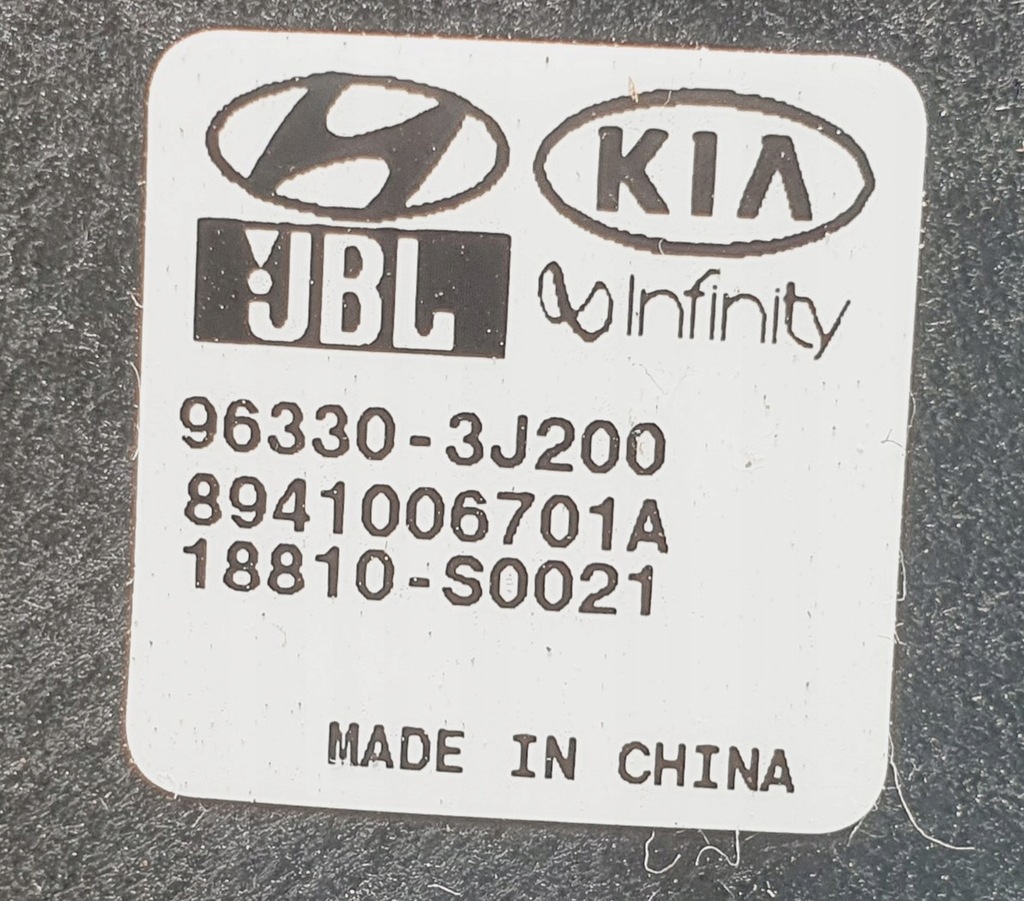 KIA
JBL
Infinity
96330-3J200
8941006701A
18810-S0021
MADE IN CHINA